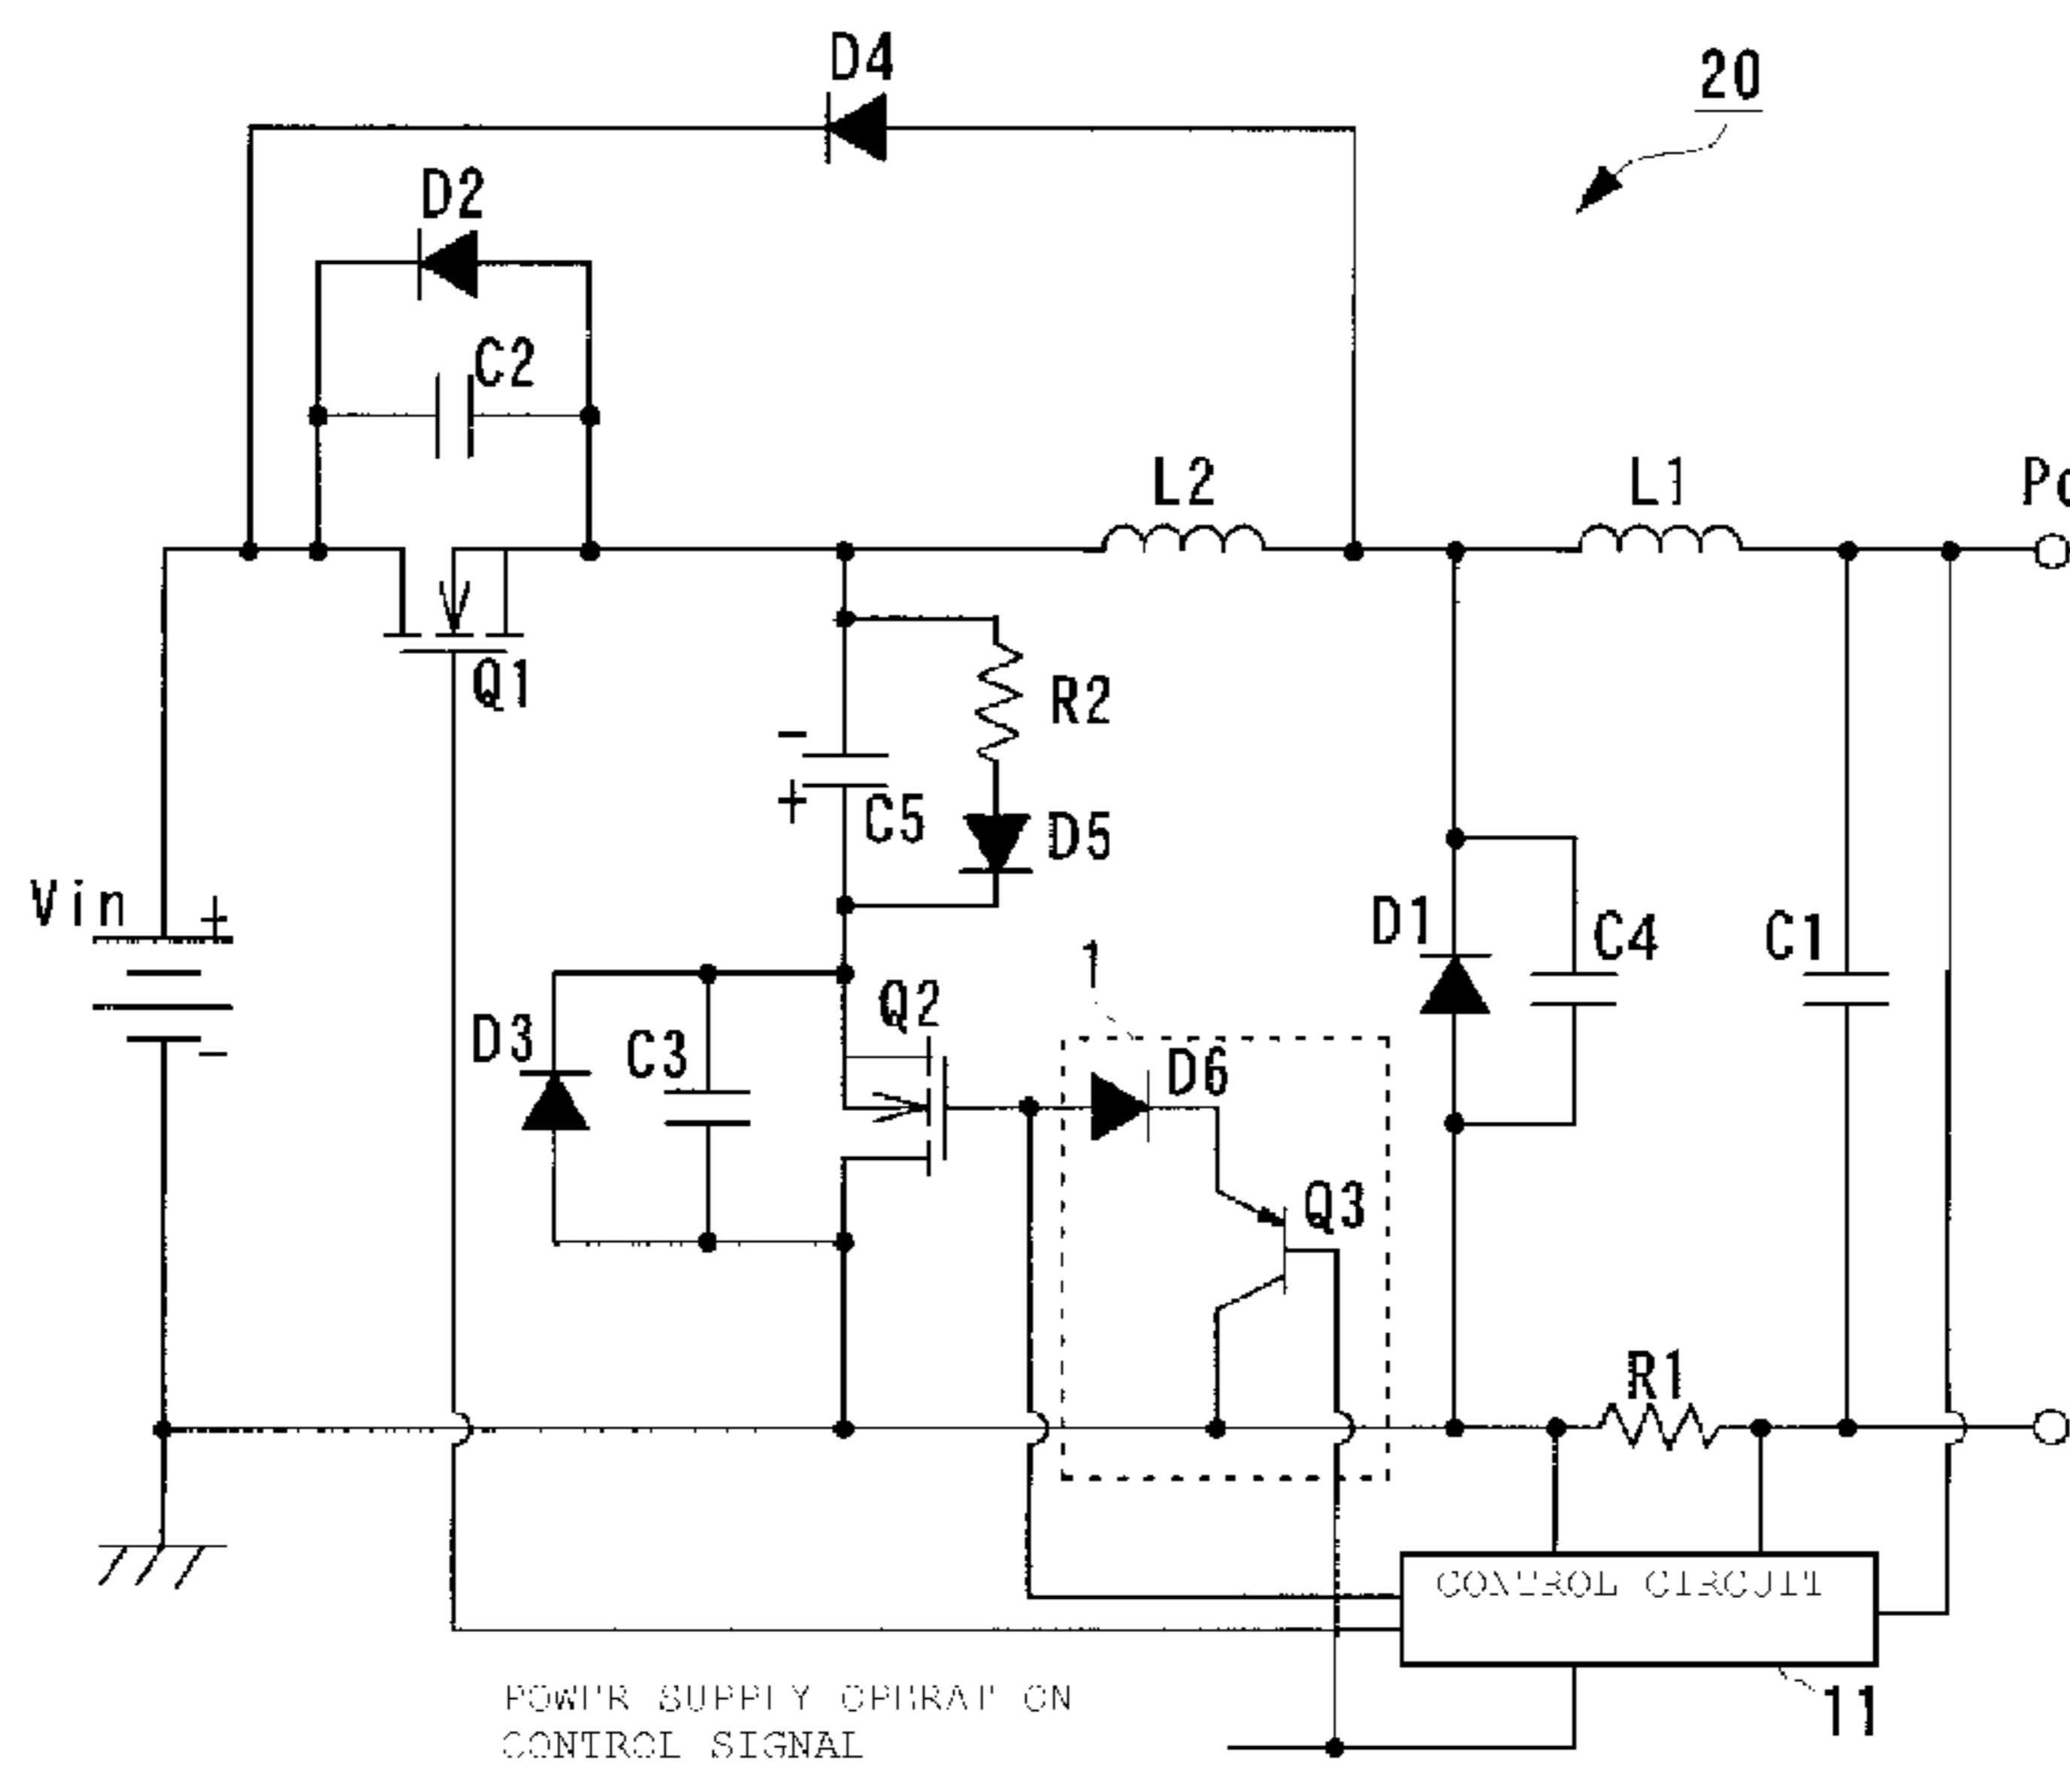 D4
20
D2
C2
L2
L1
Po
Q1
R2
C5
D5
Vin
+
-
-
+
D1
C4
C1
1
Q2
D3
C3
D6
Q3
R1
CONTROL CIRCUIT
POWER SUPPLY OPERATION
CONTROL SIGNAL
11